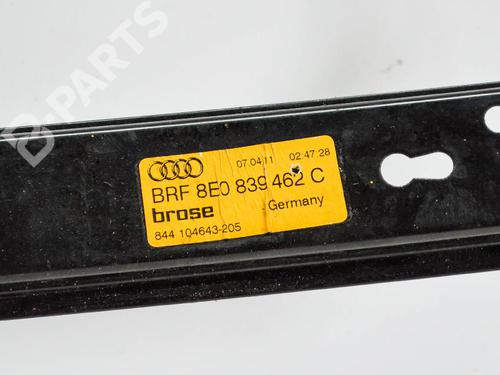 B-PARTS
07.04.11 02:47:28
BRF 8E0 839 462 C
brose Germany
844 104643-205